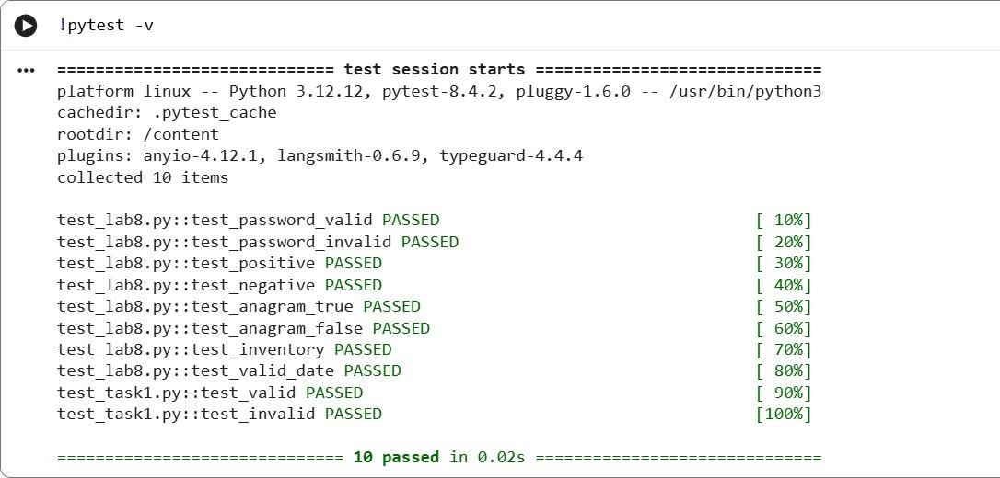 !pytest -v
============================= test session starts ==============================
platform linux -- Python 3.12.12, pytest-8.4.2, pluggy-1.6.0 -- /usr/bin/python3
cachedir: .pytest_cache
rootdir: /content
plugins: anyio-4.12.1, langsmith-0.6.9, typeguard-4.4.4
collected 10 items
test_lab8.py::test_password_valid PASSED [ 10%]
test_lab8.py::test_password_invalid PASSED [ 20%]
test_lab8.py::test_positive PASSED [ 30%]
test_lab8.py::test_negative PASSED [ 40%]
test_lab8.py::test_anagram_true PASSED [ 50%]
test_lab8.py::test_anagram_false PASSED [ 60%]
test_lab8.py::test_inventory PASSED [ 70%]
test_lab8.py::test_valid_date PASSED [ 80%]
test_task1.py::test_valid PASSED [ 90%]
test_task1.py::test_invalid PASSED [100%]
============================== 10 passed in 0.02s ==============================